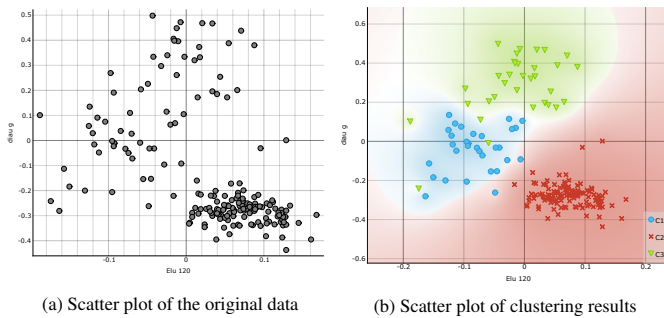 0.5
0.4
0.3
0.2
0.1
0
-0.1
-0.2
-0.3
-0.4
diau g
-0.1 0 0.1
Elu 120
0.6
0.4
0.2
0
-0.2
-0.4
-0.6
diau g
-0.2 -0.1 0 0.1 0.2
Elu 120
C1
C2
C3
(a) Scatter plot of the original data
(b) Scatter plot of clustering results